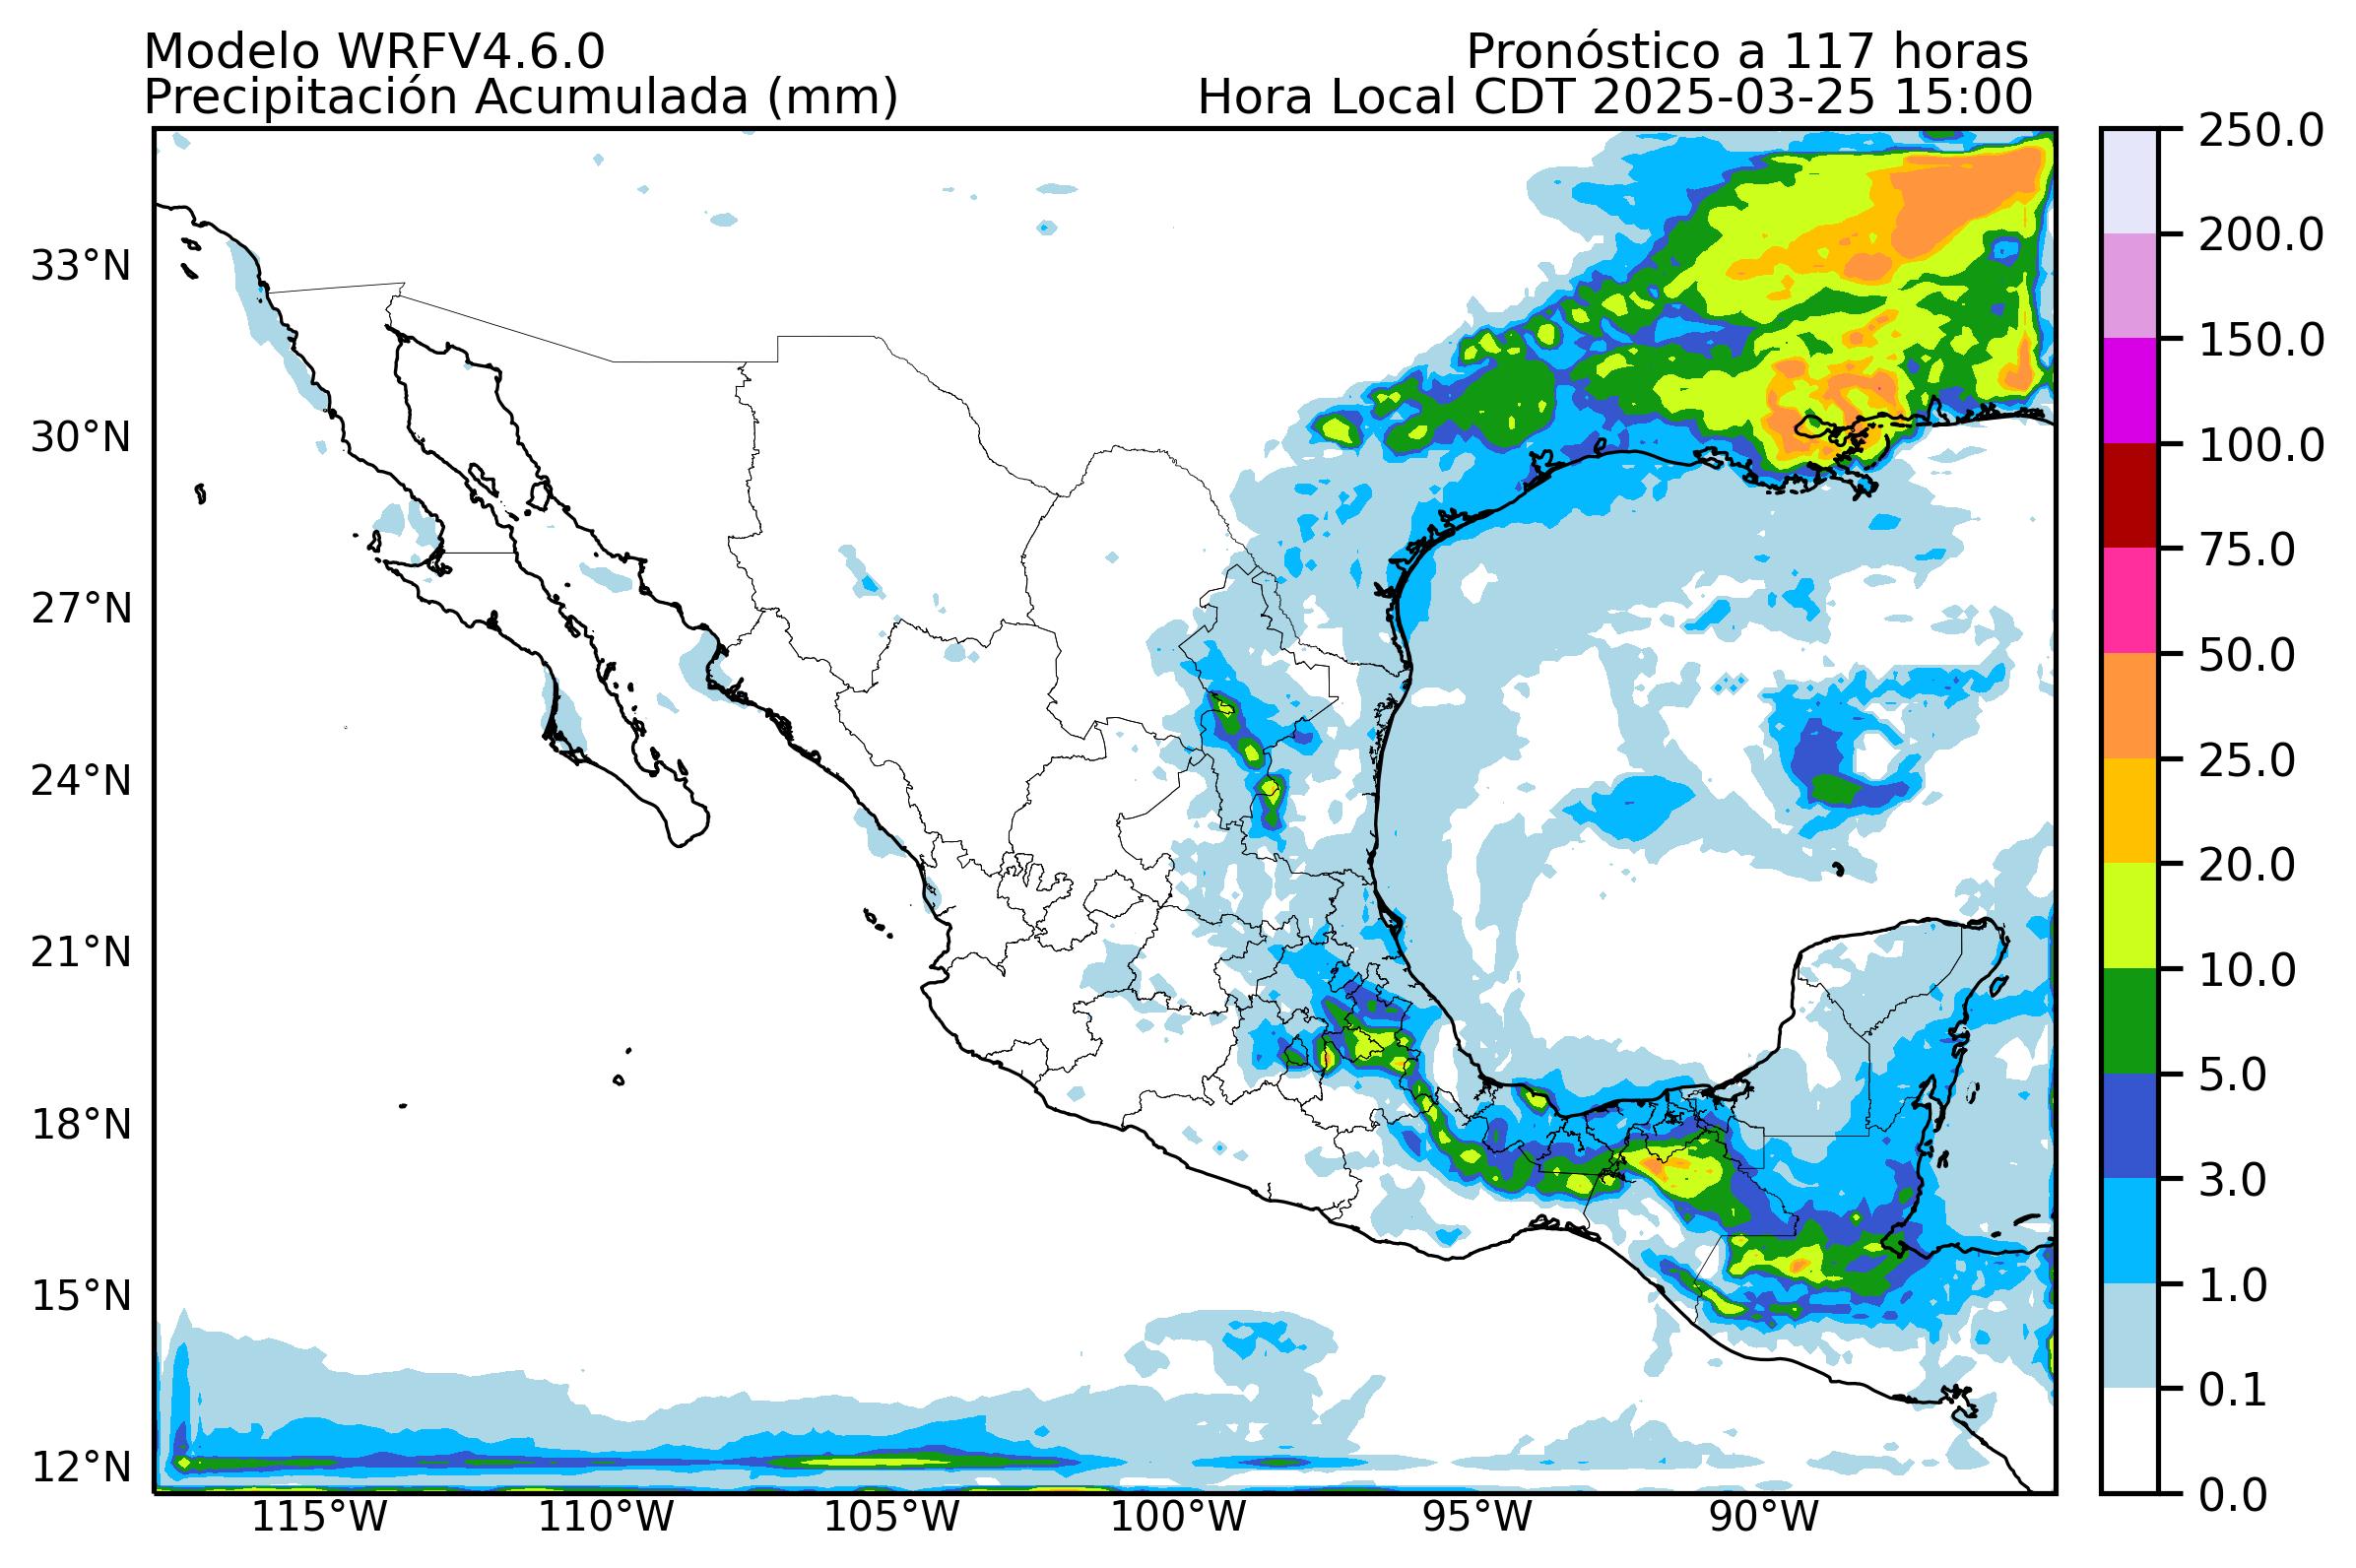 Modelo WRFV4.6.0
Pronóstico a 117 horas
Precipitación Acumulada (mm)
Hora Local CDT 2025-03-25 15:00
33°N
30°N
27°N
24°N
21°N
18°N
15°N
12°N
115°W
110°W
105°W
100°W
95°W
90°W
250.0
200.0
150.0
100.0
75.0
50.0
25.0
20.0
10.0
5.0
3.0
1.0
0.1
0.0